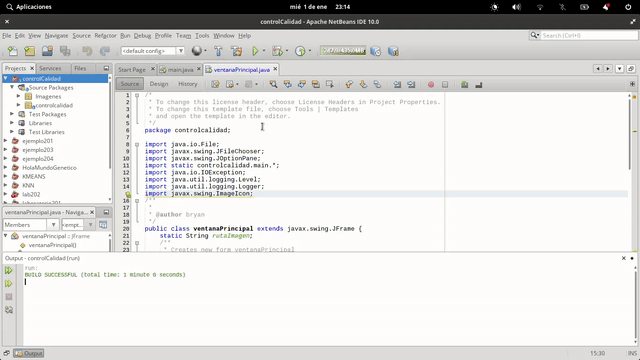 Aplicaciones
mié 1 de ene 23:14
controlCalidad - Apache NetBeans IDE 10.0
File Edit View Navigate Source Refactor Run Debug Profile Team Tools Window Help
<default config>
Projects Services Files
Start Page main.java ventanaPrincipal.java
Source Design History
controlCalidad
Source Packages
Imagenes
controlcalidad
Test Packages
Libraries
Test Libraries
ejemplo201
ejemplo201
HolaMundoGenetico
KMEANS
KNN
lab202
ventanaPrincipal.java - Naviga...
Members <empt...
ventanaPrincipal :: JFrame
ventanaPrincipal()
1 /*
2 * To change this license header, choose License Headers in Project Properties.
3 * To change this template file, choose Tools | Templates
4 * and open the template in the editor.
5 */
6 package controlcalidad;
8 import java.io.File;
9 import javax.swing.JFileChooser;
10 import javax.swing.JOptionPane;
11 import static controlcalidad.main.*;
12 import java.io.IOException;
13 import java.util.logging.Level;
14 import java.util.logging.Logger;
import javax.swing.ImageIcon;
16 /**
17 *
18 * @author bryan
19 */
20 public class ventanaPrincipal extends javax.swing.JFrame {
21 static String rutaImagen;
22 /**
23 * Creates new form ventanaPrincipal
Output - controlCalidad (run)
run:
BUILD SUCCESSFUL (total time: 1 minute 0 seconds)
Output
15:30 INS